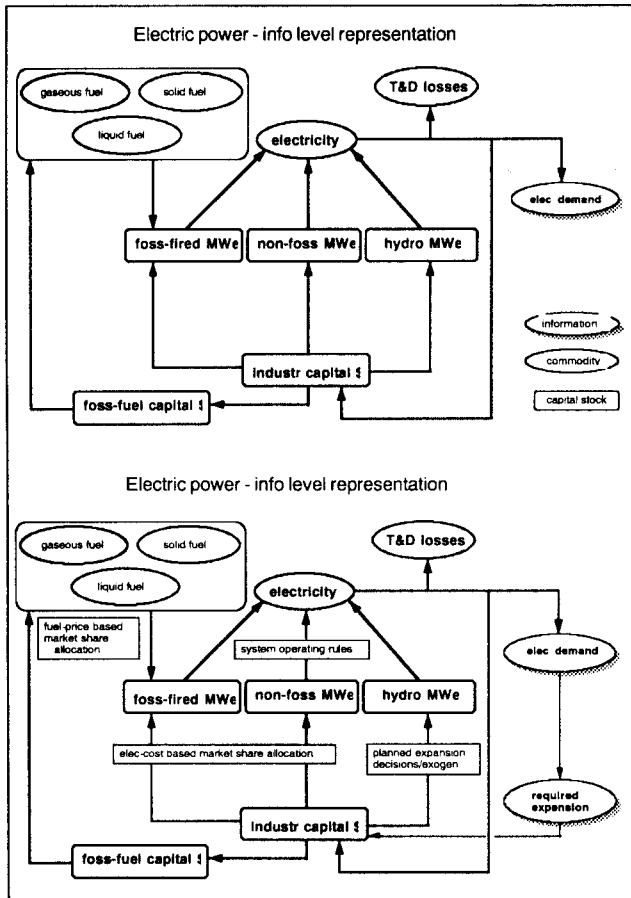 Electric power - info level representation
gaseous fuel
solid fuel
liquid fuel
T&D losses
electricity
elec demand
foss-fired MWe
non-foss MWe
hydro MWe
information
commodity
industr capital $
capital stock
foss-fuel capital $
Electric power - info level representation
gaseous fuel
solid fuel
liquid fuel
T&D losses
electricity
fuel-price based
market share
allocation
system operating rules
elec demand
foss-fired MWe
non-foss MWe
hydro MWe
elec-cost based market share allocation
planned expansion
decisions/exogen
required
expansion
industr capital $
foss-fuel capital $